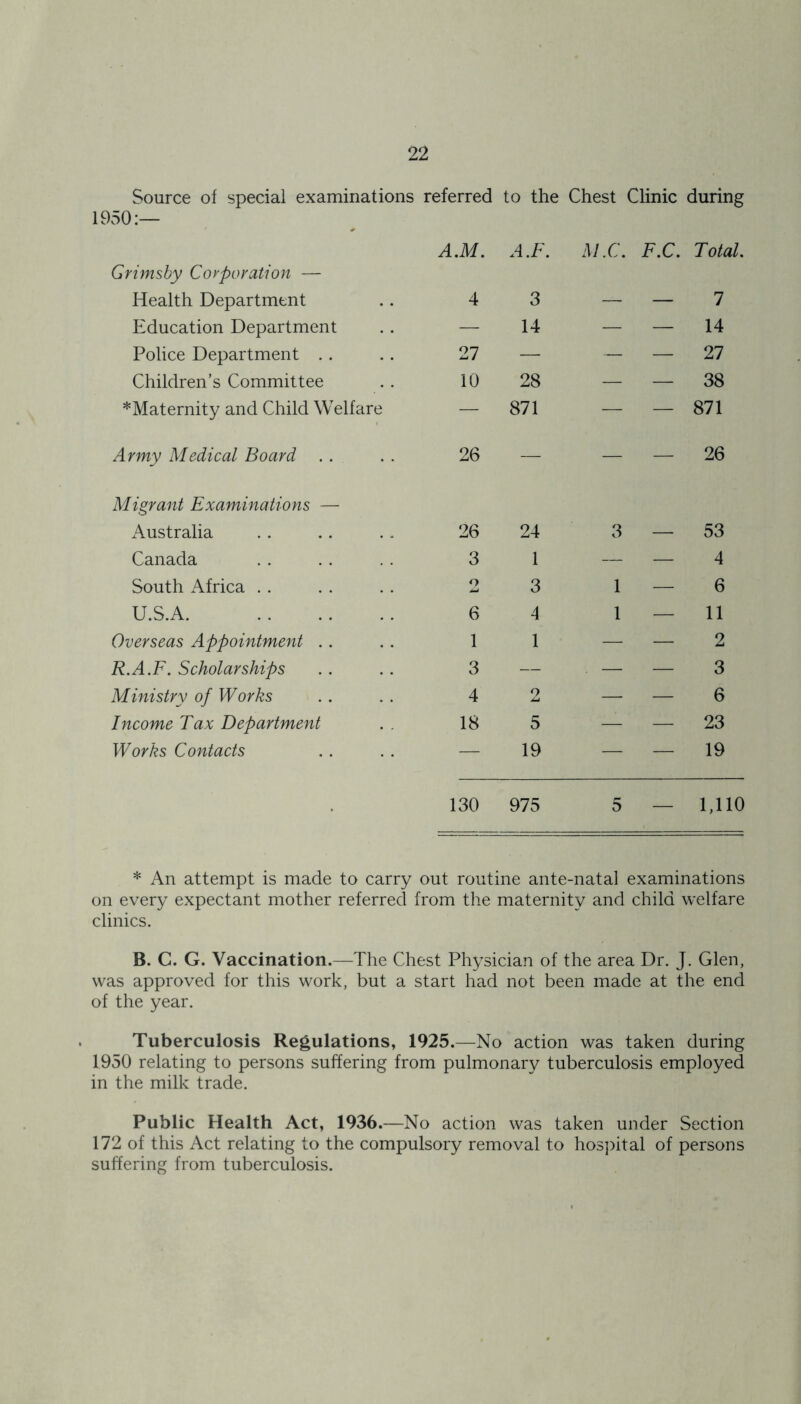 22
Source of special examinations referred to the Chest Clinic during
1950:—
A.M. A.F. M.C. F.C. Total.
Grimsby Corporation —
Health Department . . 4 3 — — 7
Education Department . . — 14 — — 14
Police Department . . . . 27 — — — 27
Children's Committee . . 10 28 — — 38
*Maternity and Child Welfare — 871 — — 871
Army Medical Board . . . . 26 — — — 26
Migrant Examinations —
Australia . . . . . . 26 24 3 — 53
Canada . . . . . . 3 1 — — 4
South Africa . . . . . . 2 3 1 — 6
U.S.A. . . . . . . 6 4 1 — 11
Overseas Appointment . . . . 1 1 — — 2
R.A.F. Scholarships . . . . 3 — — — 3
Ministry of Works . . . . 4 2 — — 6
Income Tax Department . . 18 5 — — 23
Works Contacts . . . . — 19 — — 19
130 975 5 — 1,110
* An attempt is made to carry out routine ante-natal examinations
on every expectant mother referred from the maternity and child welfare
clinics.
B. C. G. Vaccination.—The Chest Physician of the area Dr. J. Glen,
was approved for this work, but a start had not been made at the end
of the year.
Tuberculosis Regulations, 1925.—No action was taken during
1950 relating to persons suffering from pulmonary tuberculosis employed
in the milk trade.
Public Health Act, 1936.—No action was taken under Section
172 of this Act relating to the compulsory removal to hospital of persons
suffering from tuberculosis.